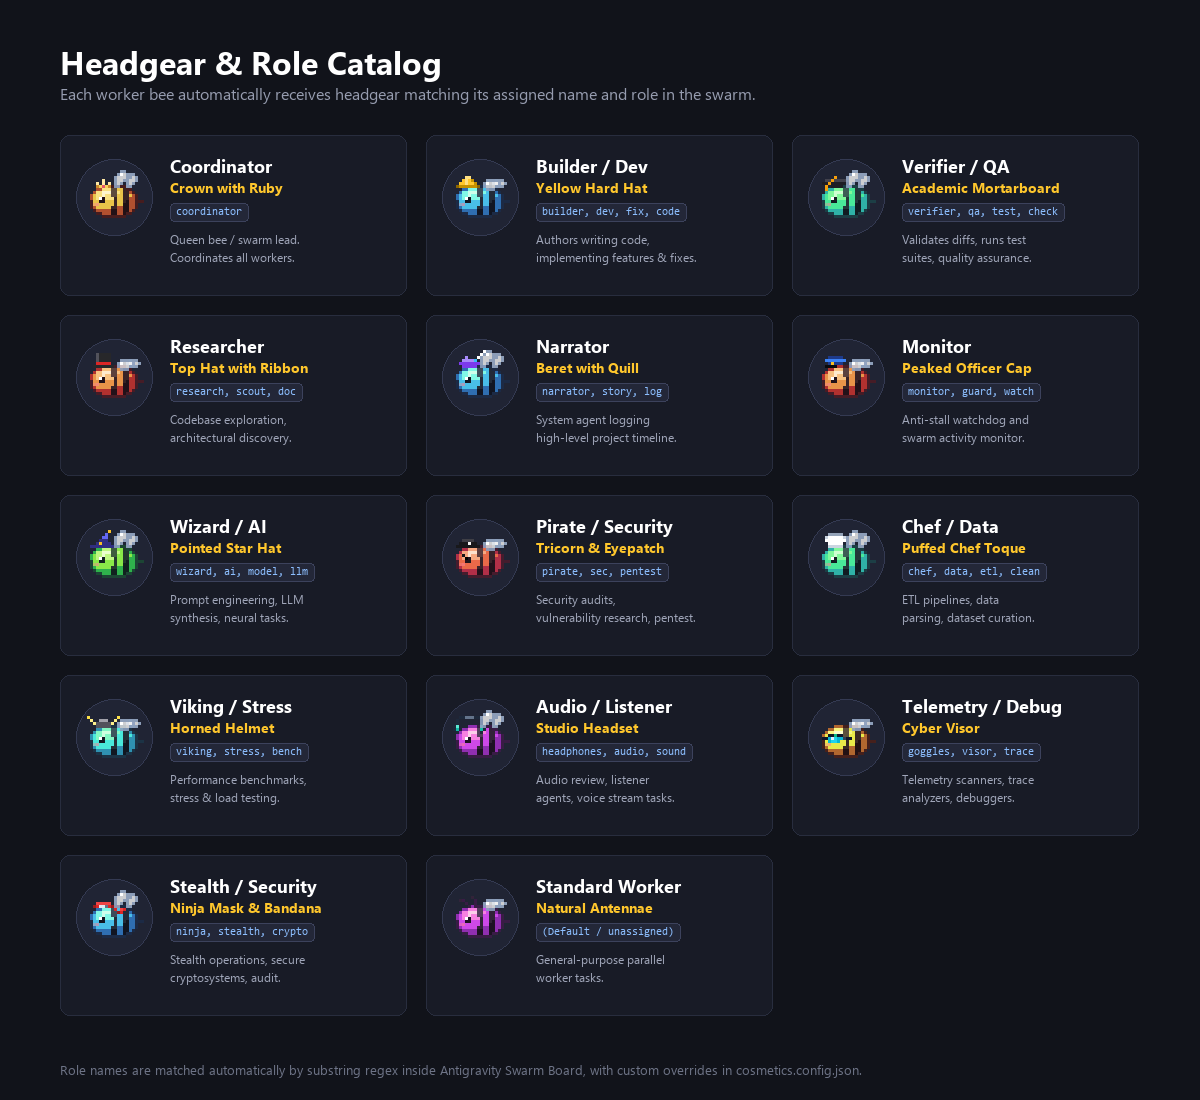 Headgear & Role Catalog
Each worker bee automatically receives headgear matching its assigned name and role in the swarm.
Coordinator
Crown with Ruby
coordinator
Queen bee / swarm lead.
Coordinates all workers.
Builder / Dev
Yellow Hard Hat
builder, dev, fix, code
Authors writing code,
implementing features & fixes.
Verifier / QA
Academic Mortarboard
verifier, qa, test, check
Validates diffs, runs test
suites, quality assurance.
Researcher
Top Hat with Ribbon
research, scout, doc
Codebase exploration,
architectural discovery.
Narrator
Beret with Quill
narrator, story, log
System agent logging
high-level project timeline.
Monitor
Peaked Officer Cap
monitor, guard, watch
Anti-stall watchdog and
swarm activity monitor.
Wizard / AI
Pointed Star Hat
wizard, ai, model, llm
Prompt engineering, LLM
synthesis, neural tasks.
Pirate / Security
Tricorn & Eyepatch
pirate, sec, pentest
Security audits,
vulnerability research, pentest.
Chef / Data
Puffed Chef Toque
chef, data, etl, clean
ETL pipelines, data
parsing, dataset curation.
Viking / Stress
Horned Helmet
viking, stress, bench
Performance benchmarks,
stress & load testing.
Audio / Listener
Studio Headset
headphones, audio, sound
Audio review, listener
agents, voice stream tasks.
Telemetry / Debug
Cyber Visor
goggles, visor, trace
Telemetry scanners, trace
analyzers, debuggers.
Stealth / Security
Ninja Mask & Bandana
ninja, stealth, crypto
Stealth operations, secure
cryptosystems, audit.
Standard Worker
Natural Antennae
(Default / unassigned)
General-purpose parallel
worker tasks.
Role names are matched automatically by substring regex inside Antigravity Swarm Board, with custom overrides in cosmetics.config.json.